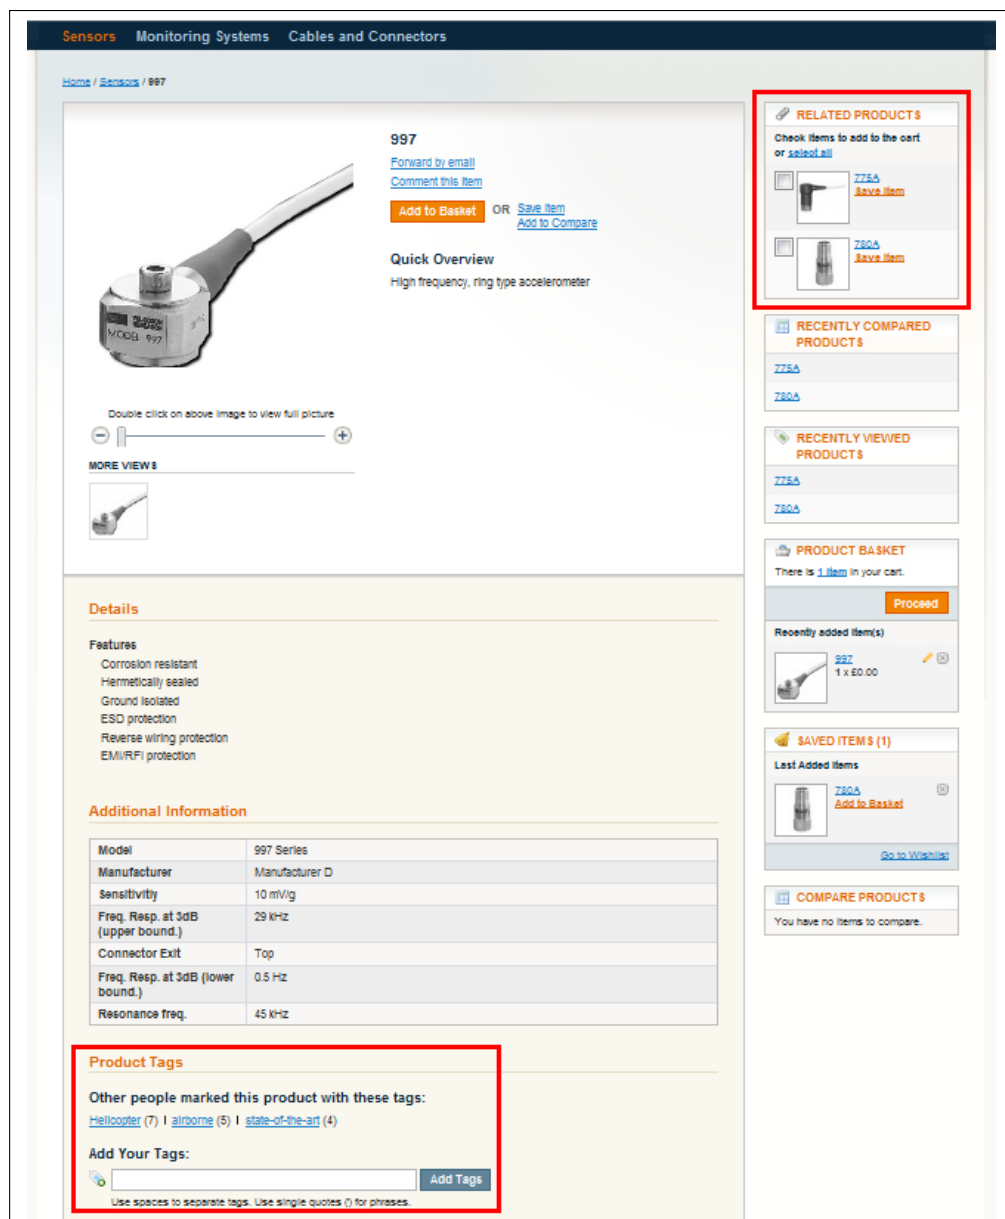 Sensors Monitoring Systems Cables and Connectors
Home / Sensors / 997
997
Forward by email
Comment this item
Add to Basket OR Save Item
Add to Compare
Quick Overview
High frequency, ring type accelerometer
MODEL 997
Double click on above image to view full picture
MORE VIEWS
Details
Features
Corrosion resistant
Hermetically sealed
Ground isolated
ESD protection
Reverse wiring protection
EMI/RFI protection
Additional Information
Model 997 Series
Manufacturer Manufacturer D
Sensitivitiy 10 mV/g
Freq. Resp. at 3dB 29 kHz
(upper bound.)
Connector Exit Top
Freq. Resp. at 3dB (lower 0.5 Hz
bound.)
Resonance freq. 45 kHz
Product Tags
Other people marked this product with these tags:
Helicopter (7) | airborne (5) | state-of-the-art (4)
Add Your Tags:
Add Tags
Use spaces to separate tags. Use single quotes (') for phrases.
RELATED PRODUCTS
Check items to add to the cart
or select all
775A
Save Item
780A
Save Item
RECENTLY COMPARED
PRODUCTS
775A
780A
RECENTLY VIEWED
PRODUCTS
775A
780A
PRODUCT BASKET
There is 1 item in your cart.
Proceed
Recently added item(s)
997
1 x £0.00
SAVED ITEMS (1)
Last Added Items
780A
Add to Basket
Go to Wishlist
COMPARE PRODUCTS
You have no items to compare.